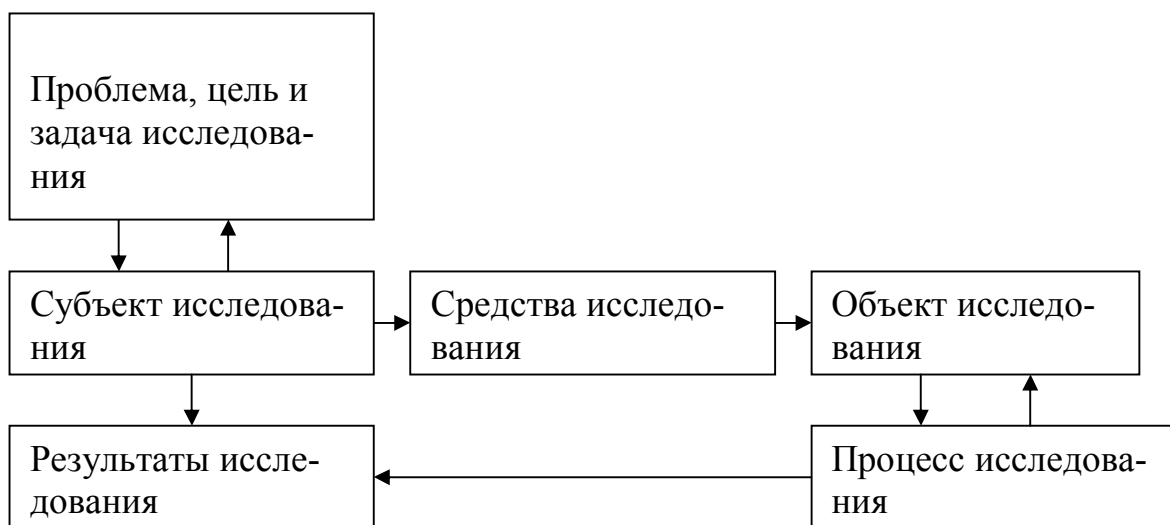 Проблема, цель и
задача исследова-
ния
Субъект исследова-
ния
Средства исследо-
вания
Объект исследо-
вания
Результаты иссле-
дования
Процесс исследова-
ния